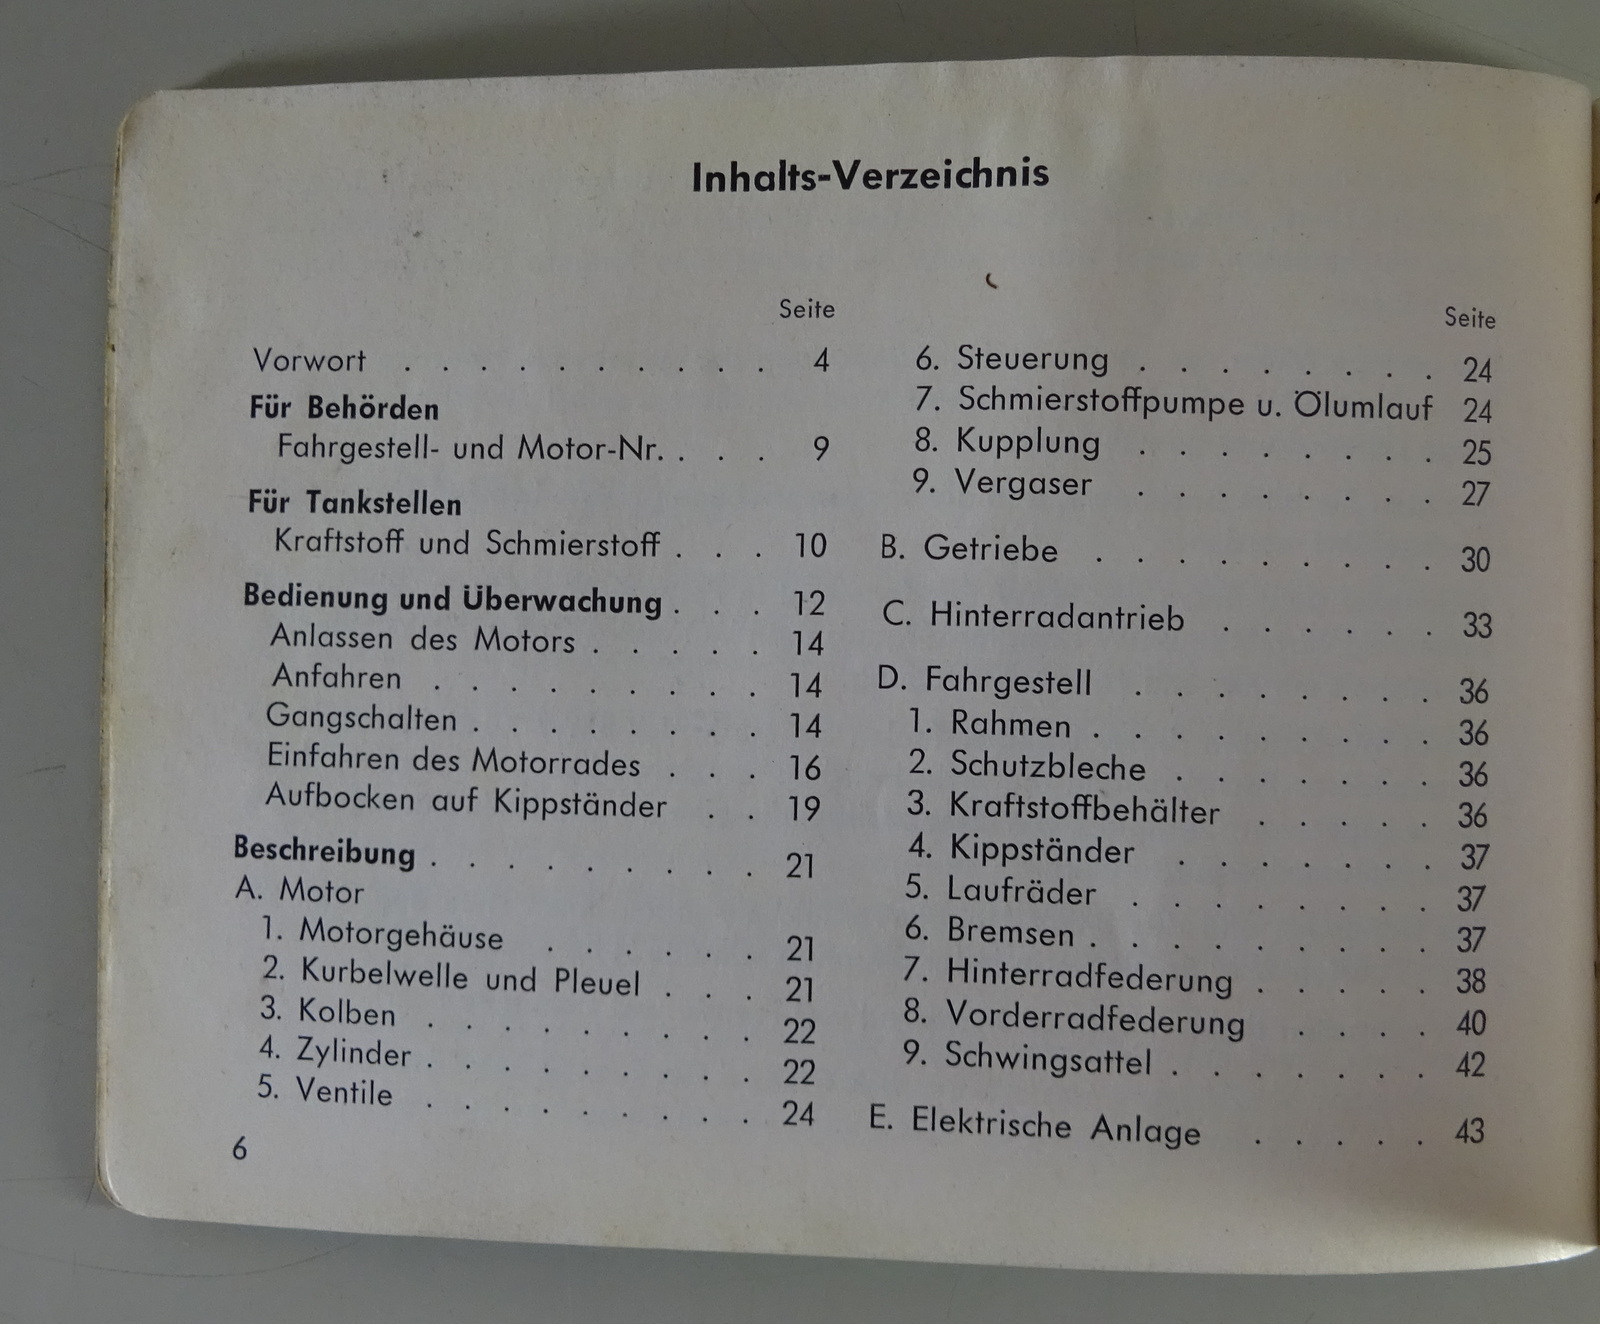 Inhalts-Verzeichnis
Seite
Vorwort . . . . . . . . . . 4
Für Behörden
Fahrgestell- und Motor-Nr. . . . 9
Für Tankstellen
Kraftstoff und Schmierstoff . . . 10
Bedienung und Überwachung . . . 12
Anlassen des Motors . . . . . 14
Anfahren . . . . . . . . . 14
Gangschalten . . . . . . . . 14
Einfahren des Motorrades . . . 16
Aufbocken auf Kippständer . . 19
Beschreibung . . . . . . . . . 21
A. Motor
1. Motorgehäuse . . . . . . 21
2. Kurbelwelle und Pleuel . . . 21
3. Kolben . . . . . . . . . 22
4. Zylinder . . . . . . . . . 22
5. Ventile . . . . . . . . . 24
6
Seite
6. Steuerung . . . . . . . . 24
7. Schmierstoffpumpe u. Ölumlauf 24
8. Kupplung . . . . . . . . 25
9. Vergaser . . . . . . . . 27
B. Getriebe . . . . . . . . . 30
C. Hinterradantrieb . . . . . . 33
D. Fahrgestell . . . . . . . . 36
1. Rahmen . . . . . . . . . 36
2. Schutzbleche . . . . . . . 36
3. Kraftstoffbehälter . . . . . 36
4. Kippständer . . . . . . . 37
5. Laufräder . . . . . . . . 37
6. Bremsen . . . . . . . . . 37
7. Hinterradfederung . . . . . 38
8. Vorderradfederung . . . . 40
9. Schwingsattel . . . . . . . 42
E. Elektrische Anlage . . . . . 43